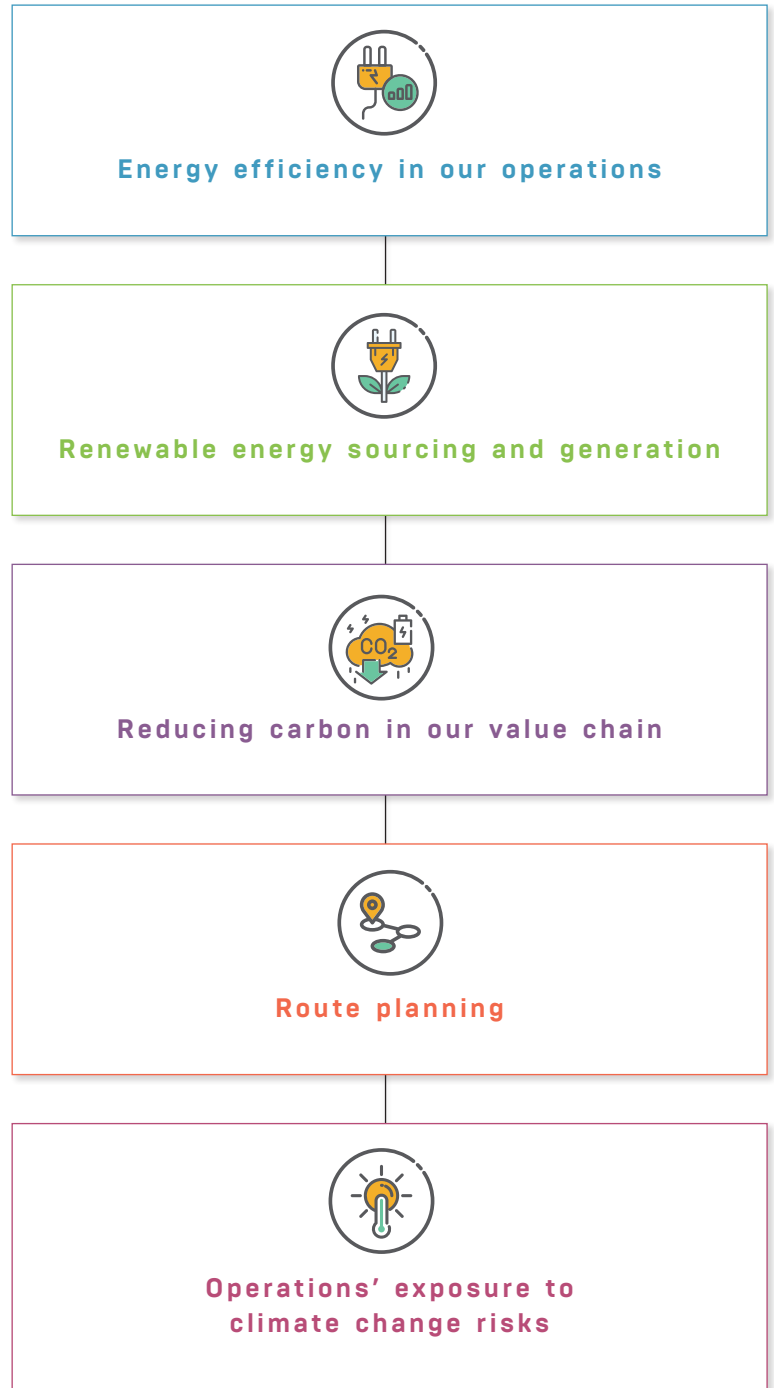 Energy efficiency in our operations
Renewable energy sourcing and generation
CO2
Reducing carbon in our value chain
Route planning
Operations’ exposure to
climate change risks